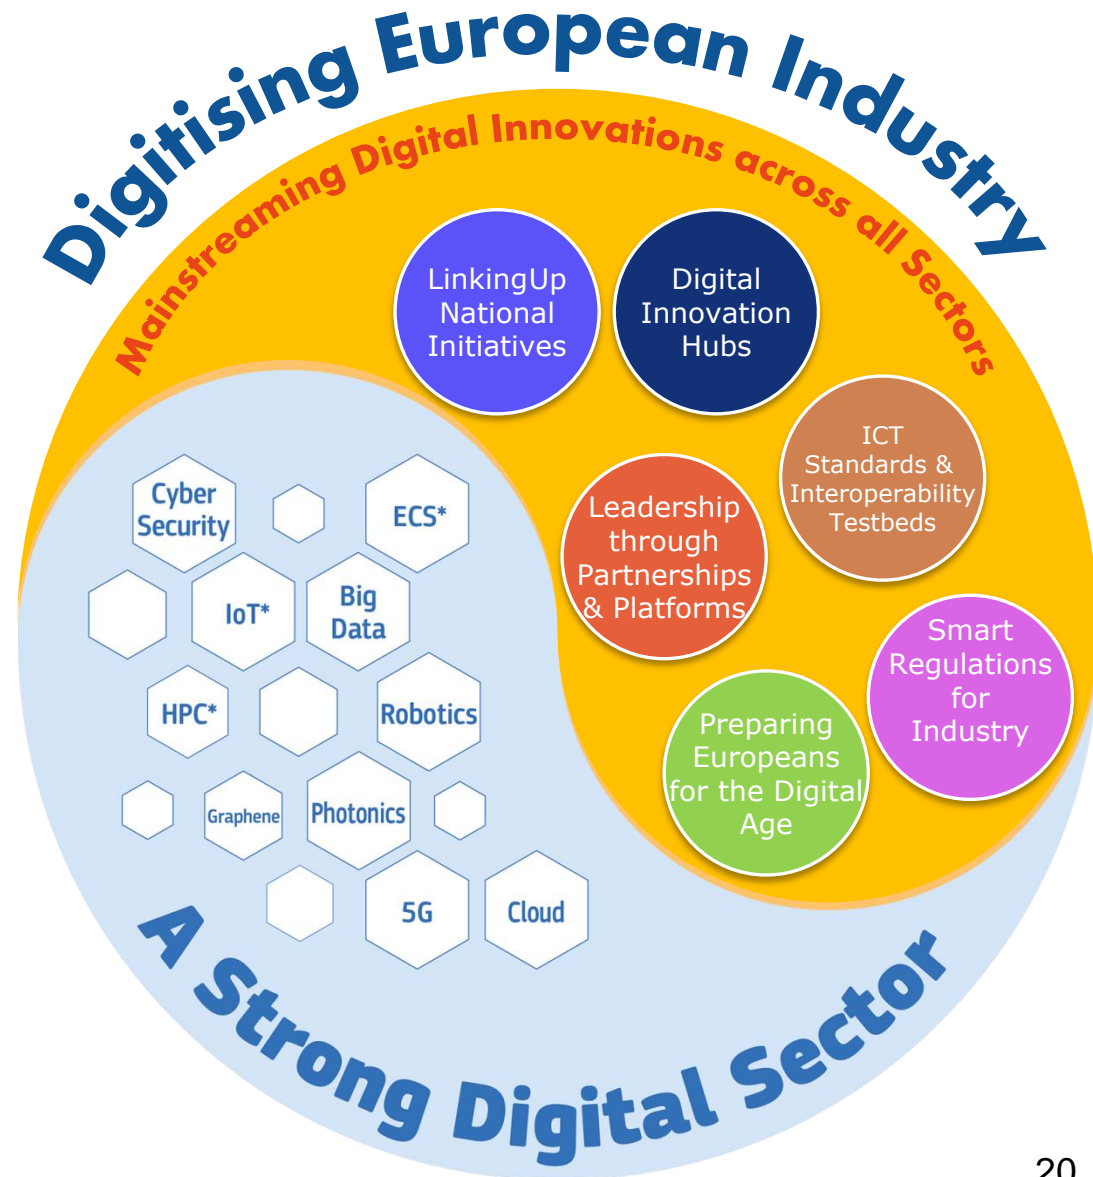 Digitising European Industry
Mainstreaming Digital Innovations across all Sectors
LinkingUp
National
Initiatives
Digital
Innovation
Hubs
ICT
Standards &
Interoperability
Testbeds
Leadership
through
Partnerships
& Platforms
Smart
Regulations
for
Industry
Preparing
Europeans
for the Digital
Age
Cyber
Security
ECS*
IoT*
Big
Data
HPC*
Robotics
Graphene
Photonics
5G
Cloud
A Strong Digital Sector
20